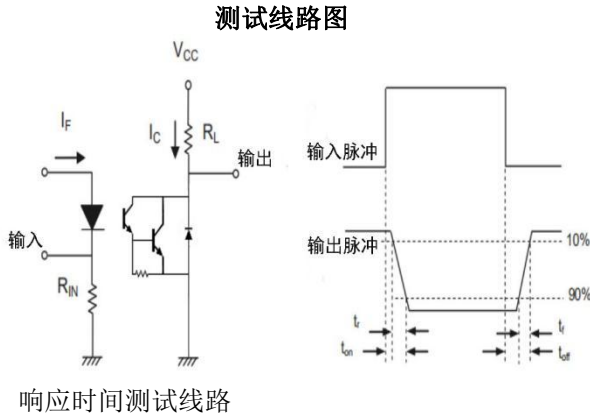 测试线路图
VCC
IF
IC
RL
输出
输入
RIN
输入脉冲
输出脉冲
10%
90%
tr
tf
ton
toff
响应时间测试线路